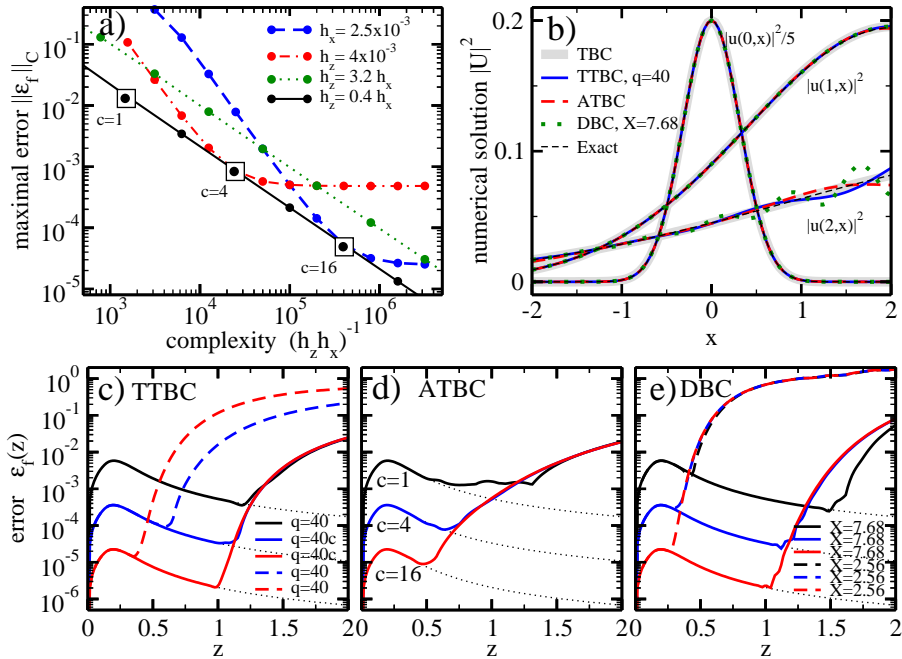 a)
maximal error ||ε_f||_C
10^-1
10^-2
10^-3
10^-4
10^-5
10^3
10^4
10^5
10^6
complexity (h_z h_x)^-1
h_x = 2.5x10^-3
h_z = 4x10^-3
h_z = 3.2 h_x
h_z = 0.4 h_x
c=1
c=4
c=16
b)
numerical solution |U|^2
0.2
0.1
0
-2
-1
0
1
2
x
TBC
TTBC, q=40
ATBC
DBC, X=7.68
Exact
|u(0,x)|^2/5
|u(1,x)|^2
|u(2,x)|^2
c) TTBC
error ε_f(z)
10^0
10^-1
10^-2
10^-3
10^-4
10^-5
10^-6
q=40
q=40c
q=40c
q=40
q=40
0
0.5
1
1.5
2
z
d) ATBC
c=1
c=4
c=16
0
0.5
1
1.5
2
z
e) DBC
X=7.68
X=7.68
X=7.68
X=2.56
X=2.56
X=2.56
0
0.5
1
1.5
2
z